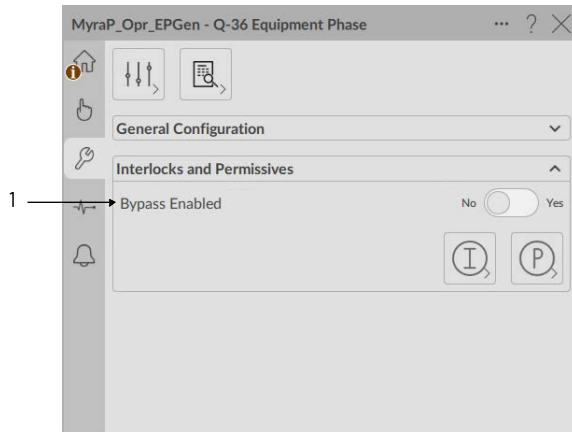 MyraP_Opr_EPGen - Q-36 Equipment Phase ... ?
General Configuration
Interlocks and Permissives
1
Bypass Enabled No Yes
I P